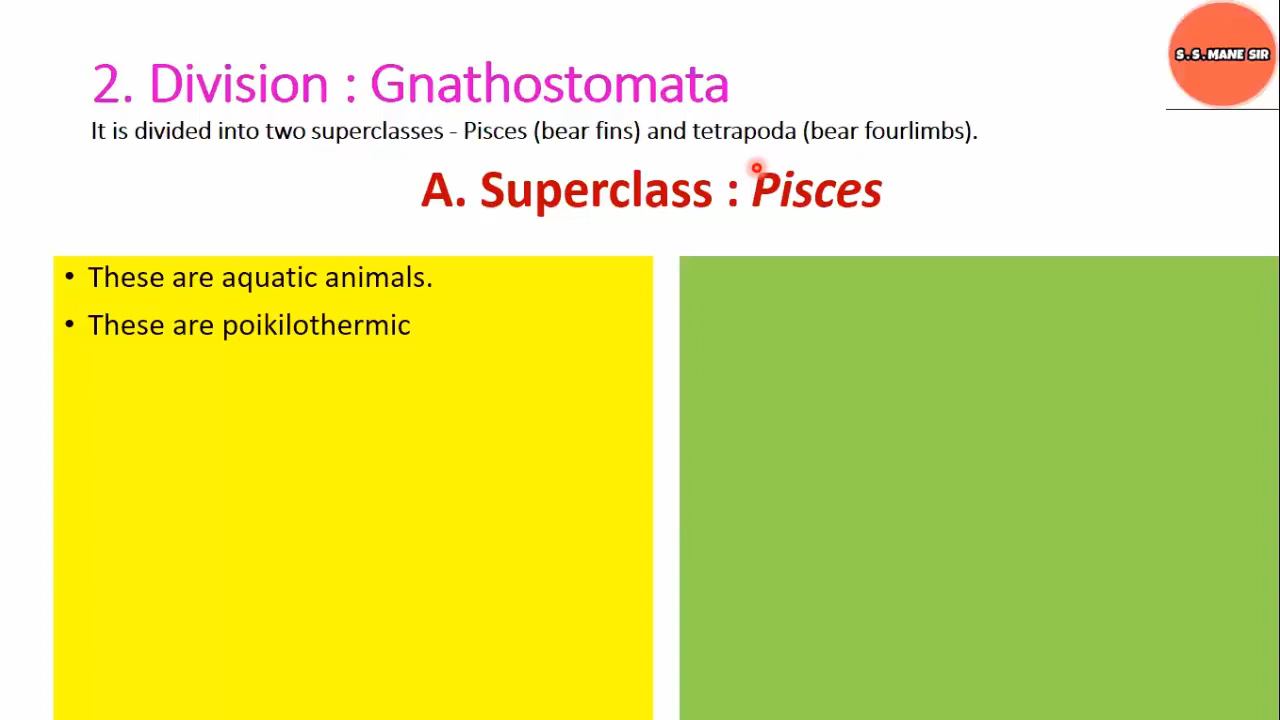 S.S.MANE SIR
2. Division : Gnathostomata
It is divided into two superclasses - Pisces (bear fins) and tetrapoda (bear fourlimbs).
A. Superclass : Pisces
• These are aquatic animals.
• These are poikilothermic